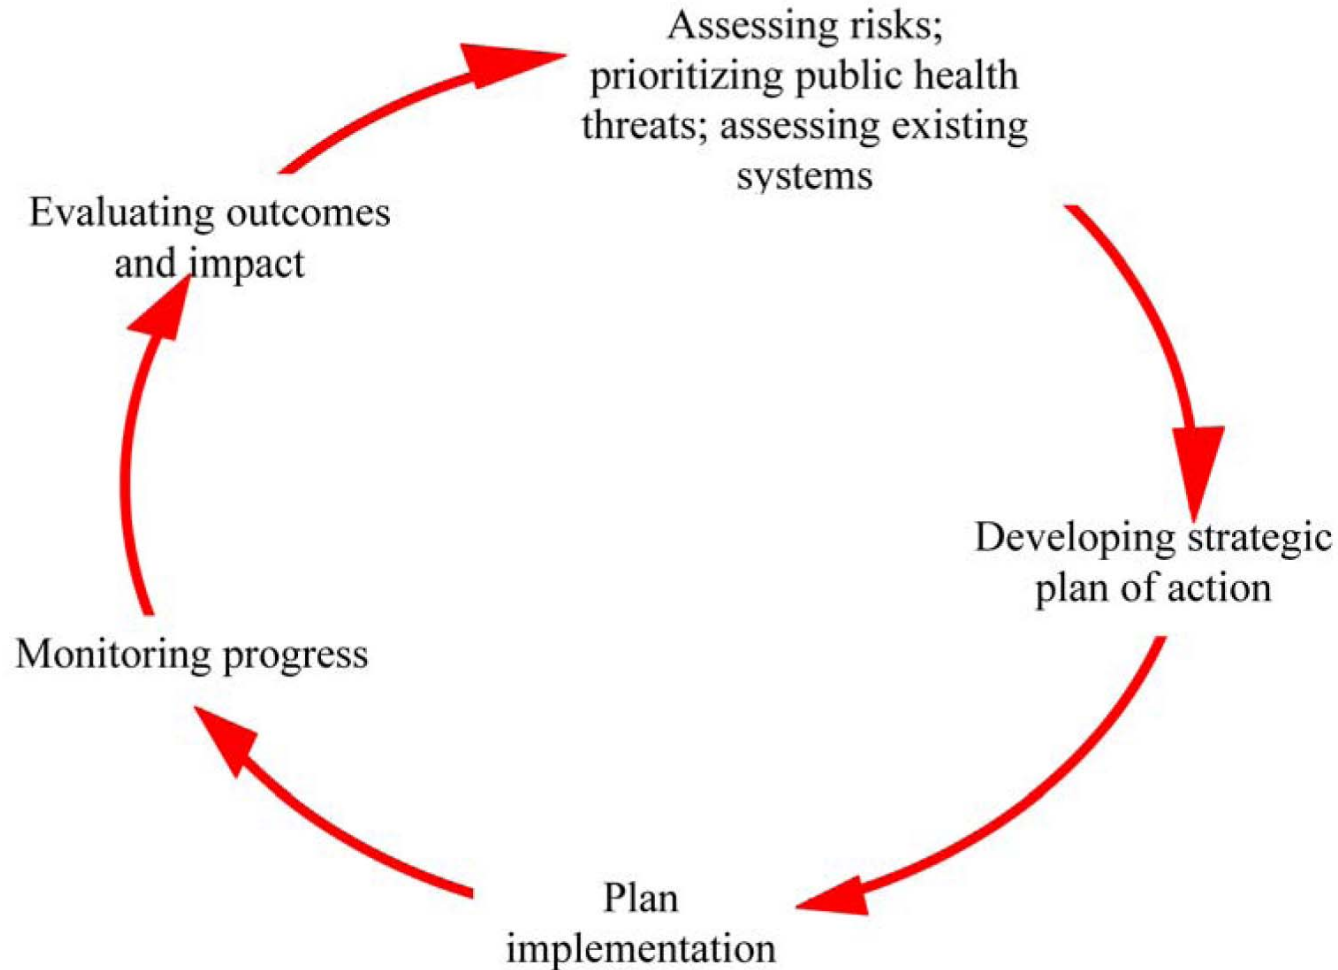 Assessing risks;
prioritizing public health
threats; assessing existing
systems
Developing strategic
plan of action
Plan
implementation
Monitoring progress
Evaluating outcomes
and impact